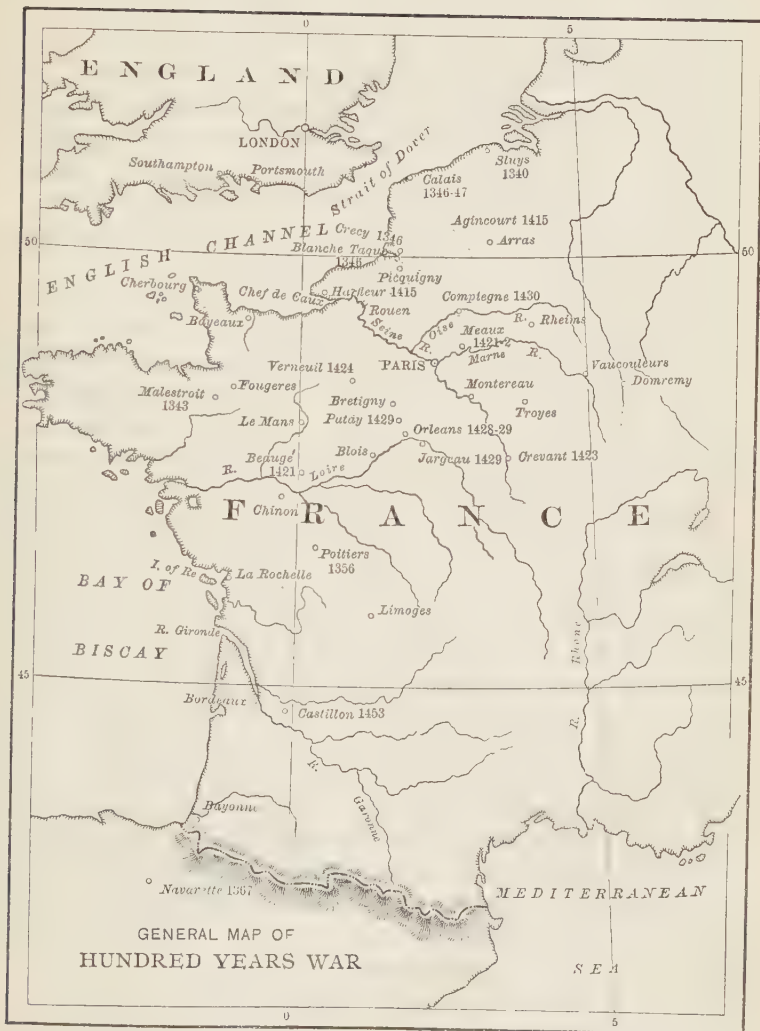 0
5
ENGLAND
LONDON
Southampton
Portsmouth
Strait of Dover
Sluys
1340
Calais
1346-47
Agincourt 1415
Arras
50
50
ENGLISH CHANNEL
Crecy 1346
Blanche Taque
1346
Picquigny
Cherbourg
Chef de Caux
Harfleur 1415
Rouen
Bayeaux
Seine
R.
Oise
Compiegne 1430
R.
Rheims
Meaux
1421-2
Marne
R.
PARIS
Vaucouleurs
Domremy
Verneuil 1424
Malestroit
1343
Fougeres
Bretigny
Montereau
Troyes
Le Mans
Patay 1429
Orleans 1428-29
Beaugé
1421
Blois
Jargeau 1429
Crevant 1423
R.
Loire
Chinon
FRANCE
Poitiers
1356
I. of Re
La Rochelle
BAY OF
BISCAY
Limoges
R. Gironde
Rhone
R.
45
45
Bordeaux
Castillon 1453
R.
Garonne
Bayonne
Navarette 1367
MEDITERRANEAN
SEA
GENERAL MAP OF
HUNDRED YEARS WAR
0
5